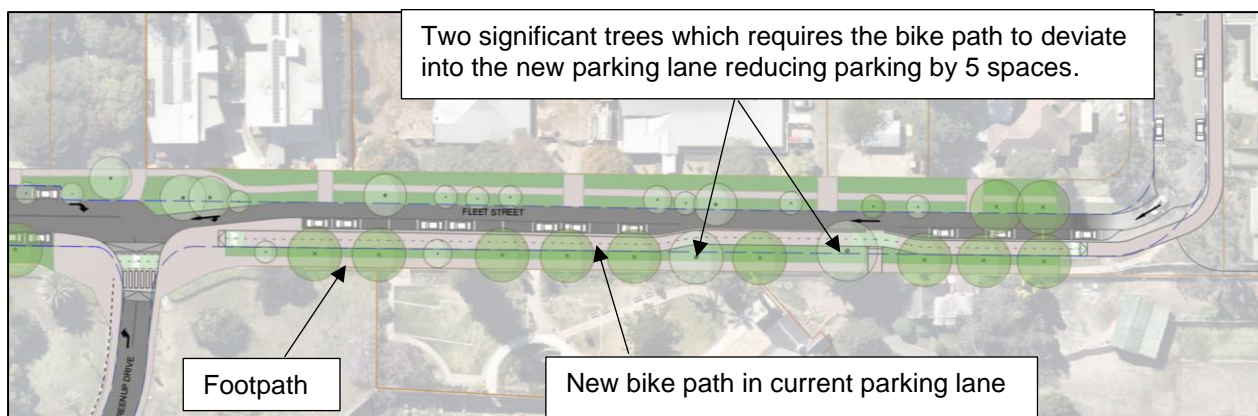 Two significant trees which requires the bike path to deviate
into the new parking lane reducing parking by 5 spaces.
FLEET STREET
Footpath
New bike path in current parking lane
DRIVE